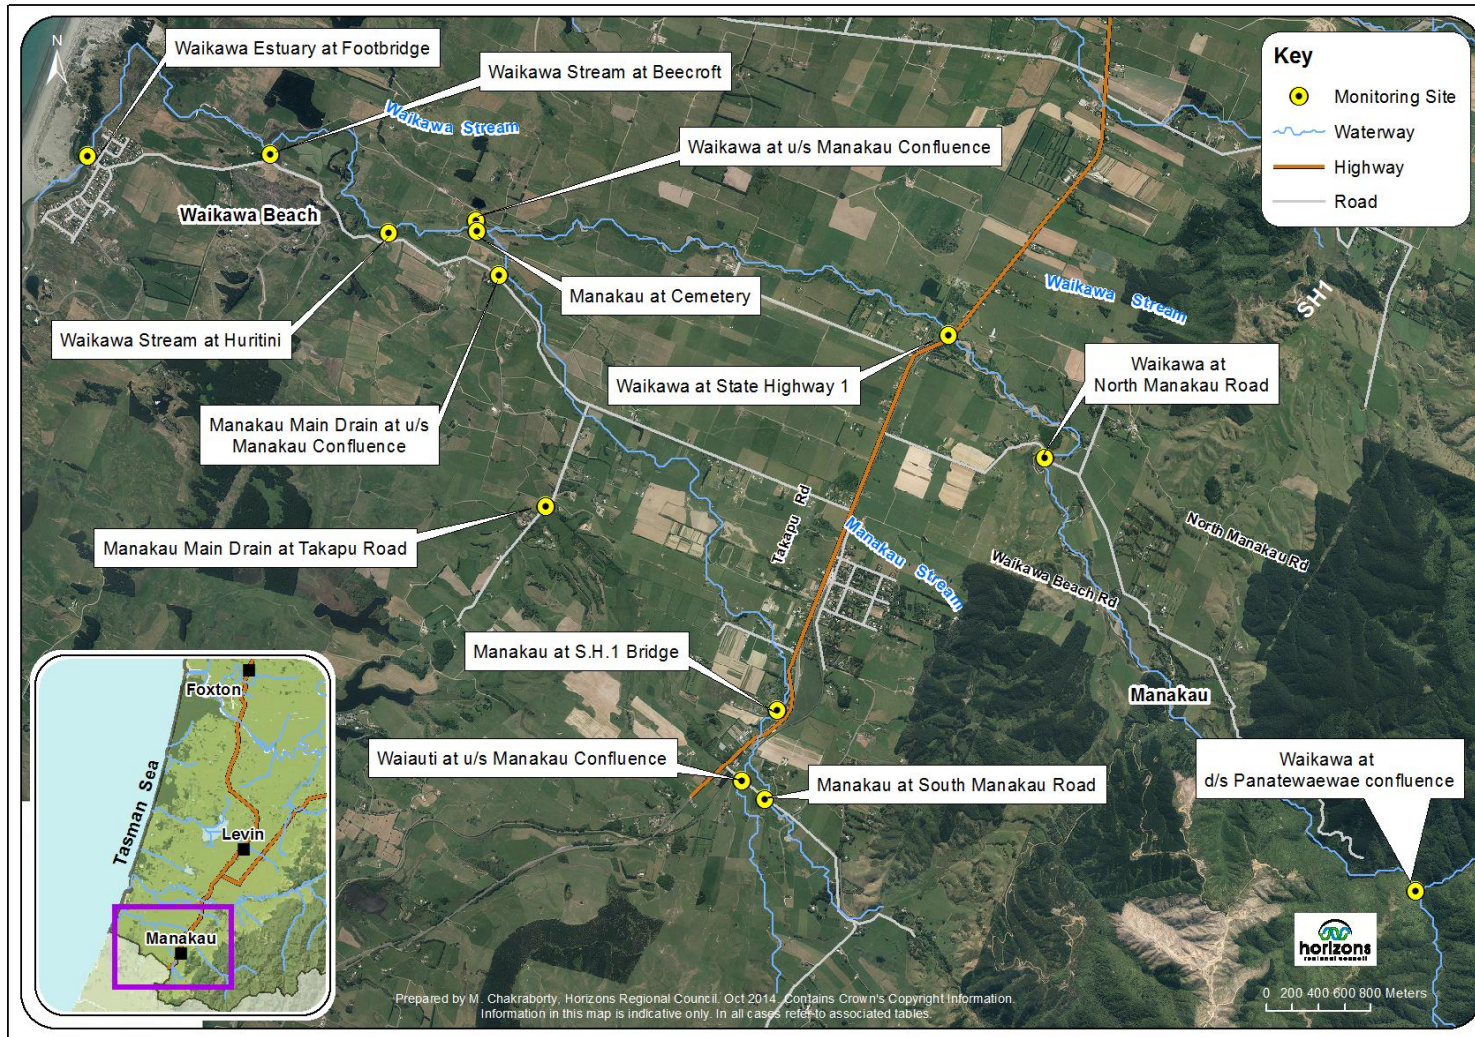 N
Waikawa Estuary at Footbridge
Waikawa Stream at Beecroft
Waikawa Stream
Waikawa at u/s Manakau Confluence
Key
Monitoring Site
Waterway
Highway
Road
Waikawa Beach
Manakau at Cemetery
Waikawa Stream
SH1
Waikawa Stream at Huritini
Waikawa at State Highway 1
Waikawa at
North Manakau Road
Manakau Main Drain at u/s
Manakau Confluence
Takapu Rd
Manakau Stream
North Manakau Rd
Manakau Main Drain at Takapu Road
Waikawa Beach Rd
Manakau at S.H.1 Bridge
Manakau
Waiauti at u/s Manakau Confluence
Manakau at South Manakau Road
Waikawa at
d/s Panatewaewae confluence
Foxton
Tasman Sea
Levin
Manakau
horizons
regional council
0 200 400 600 800 Meters
Prepared by M. Chakraborty, Horizons Regional Council. Oct 2014. Contains Crown's Copyright Information.
Information in this map is indicative only. In all cases refer to associated tables.